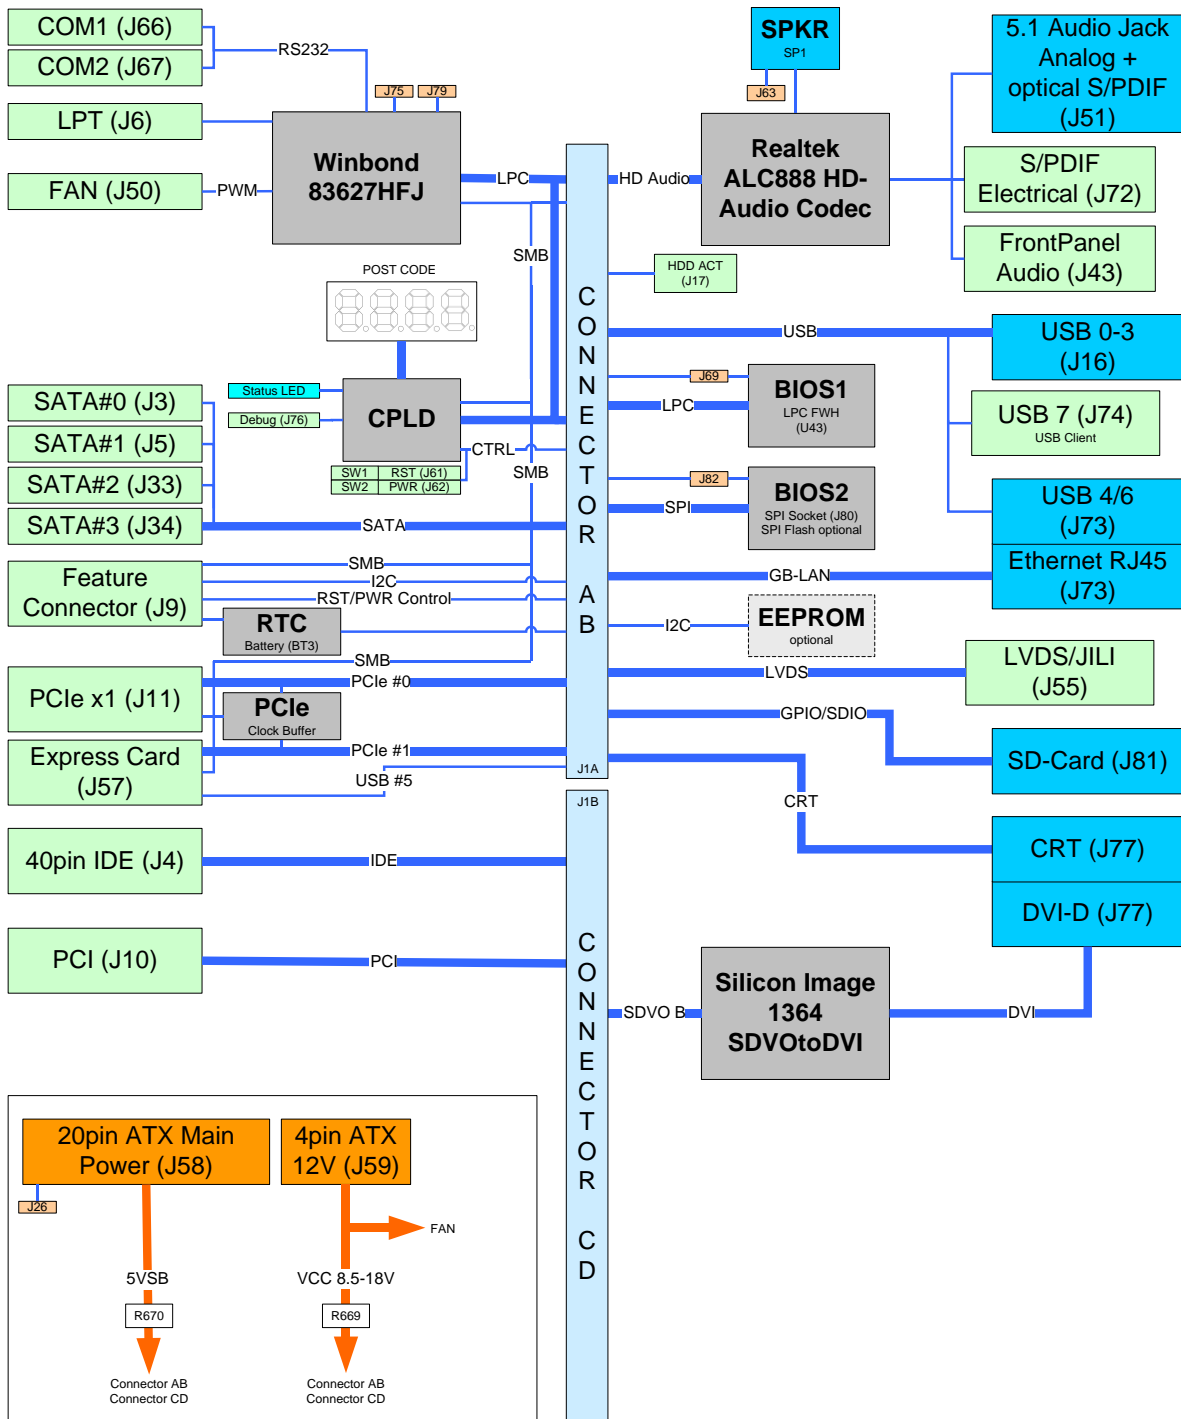 COM1 (J66)
COM2 (J67)
RS232
LPT (J6)
FAN (J50)
PWM
J75
J79
Winbond
83627HFJ
LPC
SMB
POST CODE
Status LED
Debug (J76)
CPLD
CTRL
SW1
RST (J61)
SW2
PWR (J62)
SMB
SATA#0 (J3)
SATA#1 (J5)
SATA#2 (J33)
SATA#3 (J34)
SATA
Feature
Connector (J9)
SMB
I2C
RST/PWR Control
RTC
Battery (BT3)
SMB
PCIe x1 (J11)
PCIe #0
PCIe
Clock Buffer
Express Card
(J57)
PCIe #1
USB #5
40pin IDE (J4)
IDE
PCI (J10)
PCI
CONNECTOR AB
J1A
J1B
CONNECTOR CD
SPKR
SP1
J63
HD Audio
Realtek
ALC888 HD-
Audio Codec
5.1 Audio Jack
Analog +
optical S/PDIF
(J51)
S/PDIF
Electrical (J72)
FrontPanel
Audio (J43)
HDD ACT
(J17)
USB
USB 0-3
(J16)
USB 7 (J74)
USB Client
USB 4/6
(J73)
J69
LPC
BIOS1
LPC FWH
(U43)
J82
SPI
BIOS2
SPI Socket (J80)
SPI Flash optional
GB-LAN
Ethernet RJ45
(J73)
I2C
EEPROM
optional
LVDS
LVDS/JILI
(J55)
GPIO/SDIO
SD-Card (J81)
CRT
CRT (J77)
DVI-D (J77)
SDVO B
Silicon Image
1364
SDVOtoDVI
DVI
20pin ATX Main
Power (J58)
J26
4pin ATX
12V (J59)
FAN
5VSB
VCC 8.5-18V
R670
R669
Connector AB
Connector CD
Connector AB
Connector CD